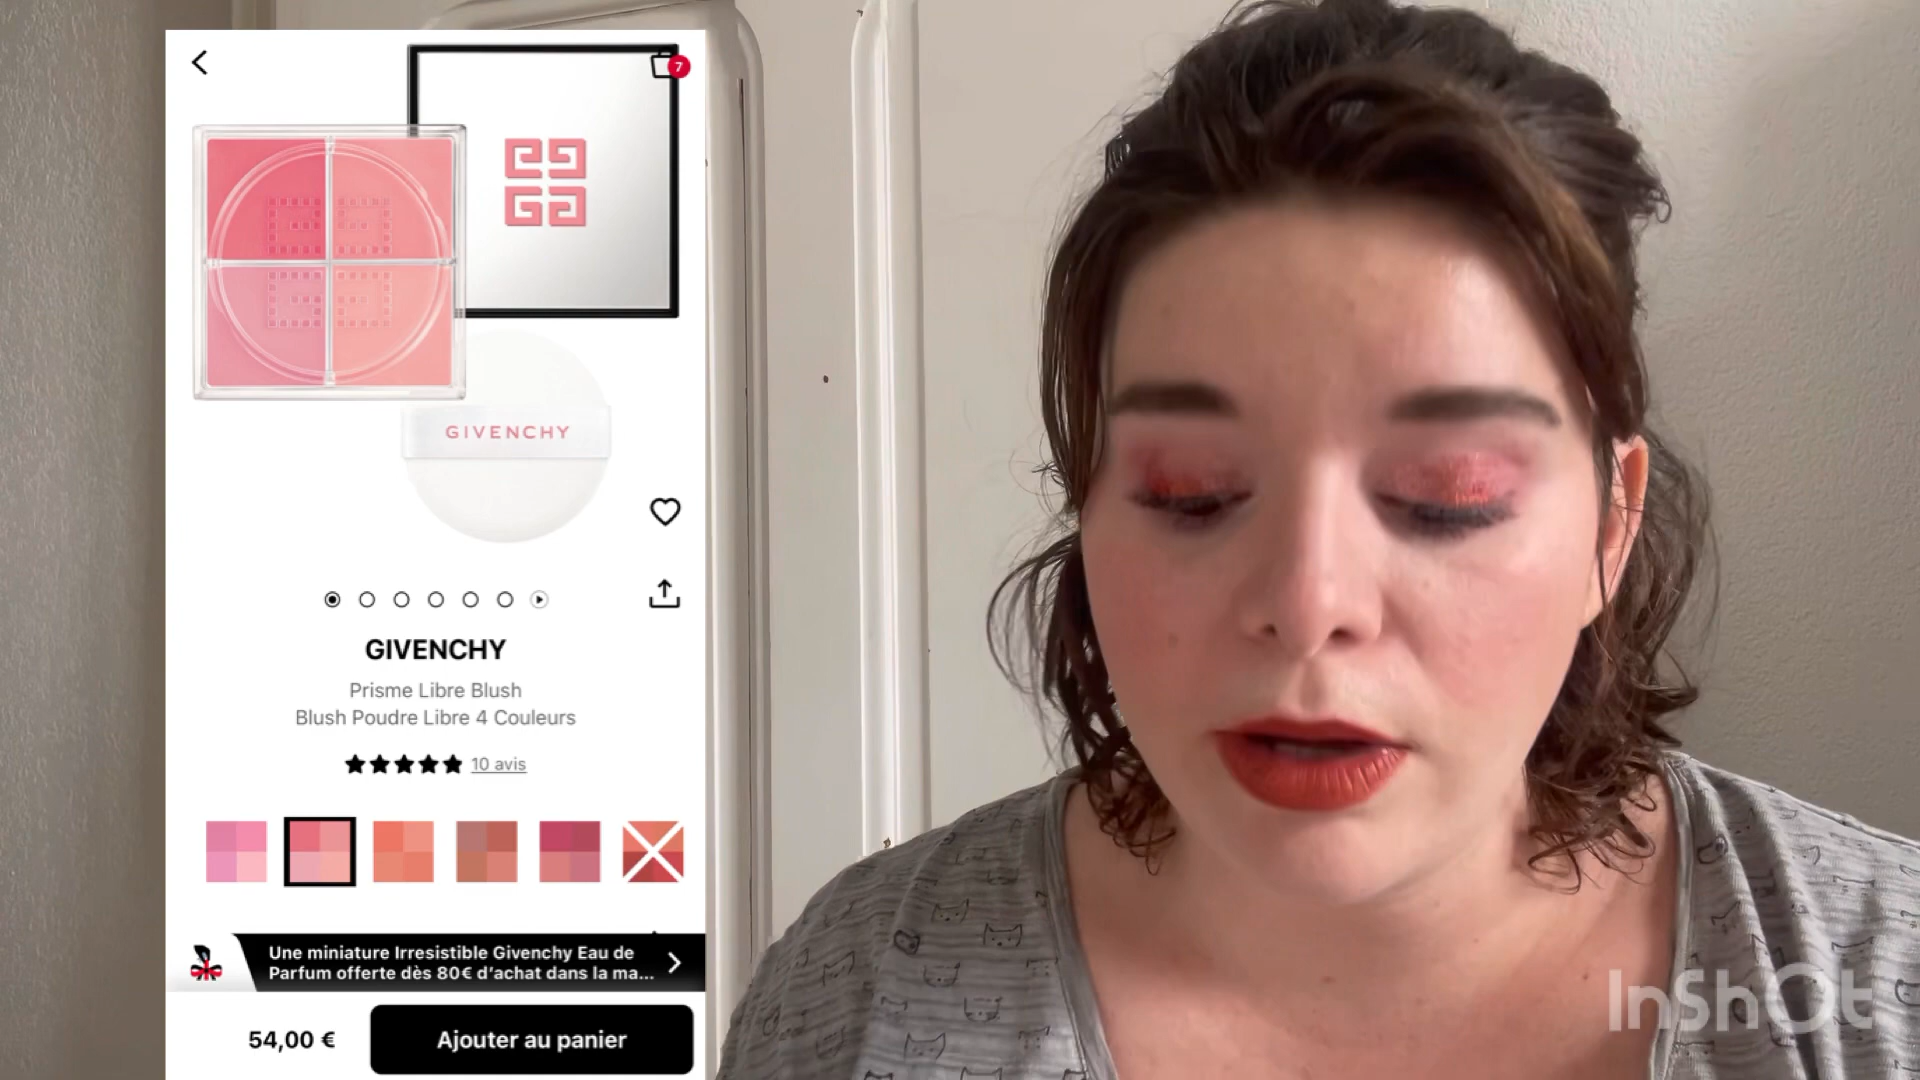 7
GIVENCHY
GIVENCHY
Prisme Libre Blush
Blush Poudre Libre 4 Couleurs
10 avis
Une miniature Irresistible Givenchy Eau de
Parfum offerte dès 80€ d'achat dans la ma...
54,00 €
Ajouter au panier
InShOt